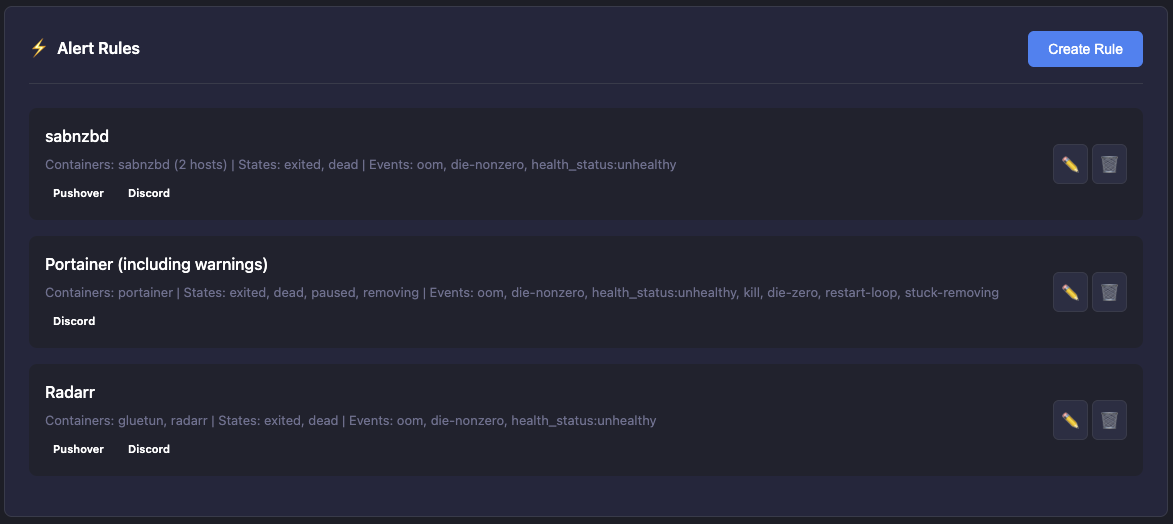 ⚡ Alert Rules
Create Rule
sabnzbd
Containers: sabnzbd (2 hosts) | States: exited, dead | Events: oom, die-nonzero, health_status:unhealthy
Pushover Discord
Portainer (including warnings)
Containers: portainer | States: exited, dead, paused, removing | Events: oom, die-nonzero, health_status:unhealthy, kill, die-zero, restart-loop, stuck-removing
Discord
Radarr
Containers: gluetun, radarr | States: exited, dead | Events: oom, die-nonzero, health_status:unhealthy
Pushover Discord